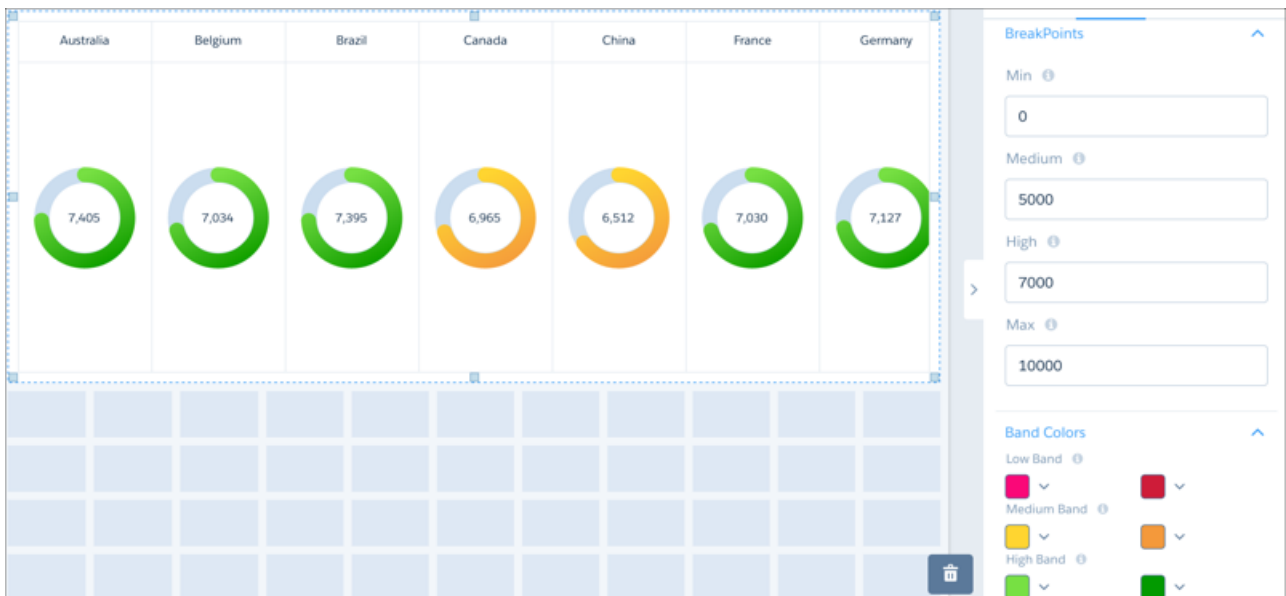 Australia
Belgium
Brazil
Canada
China
France
Germany
7,405
7,034
7,395
6,965
6,512
7,030
7,127
BreakPoints
Min
0
Medium
5000
High
7000
Max
10000
Band Colors
Low Band
Medium Band
High Band